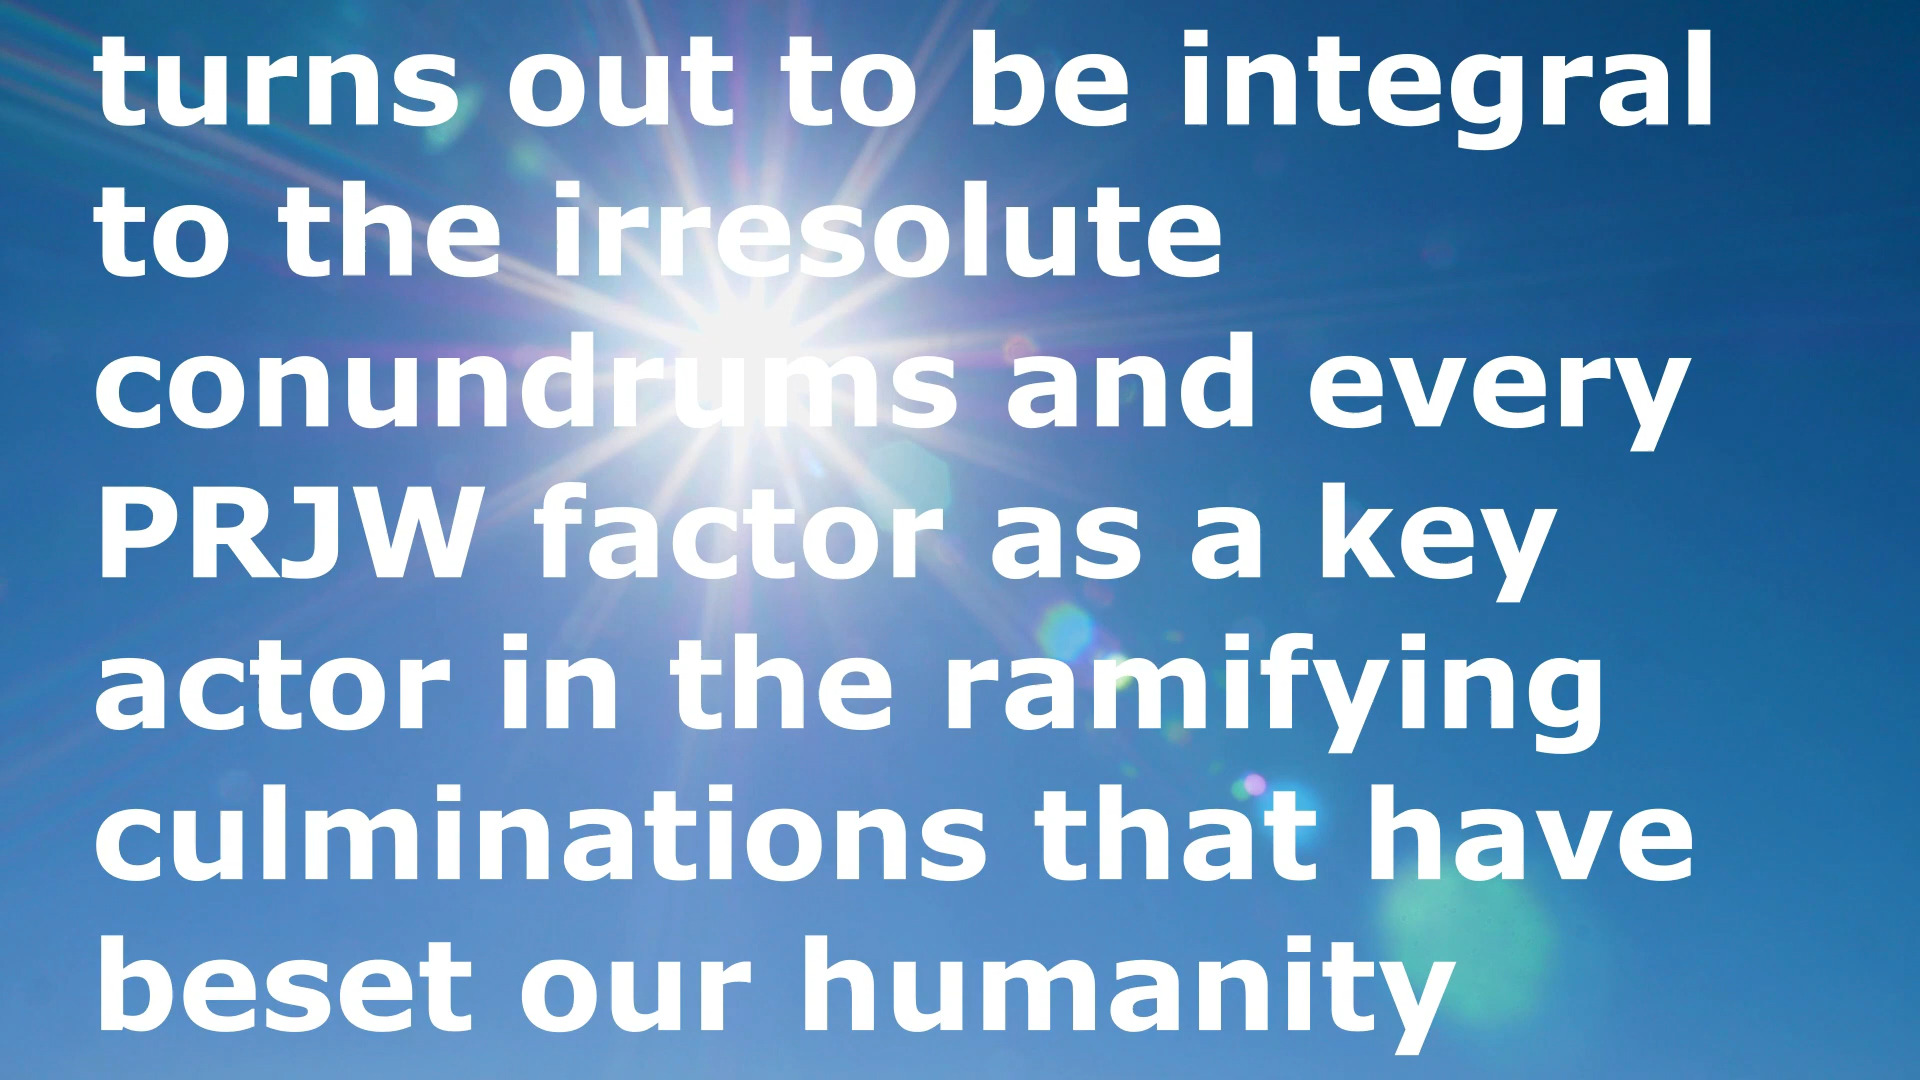 turns out to be integral
to the irresolute
conundrums and every
PRJW factor as a key
actor in the ramifying
culminations that have
beset our humanity